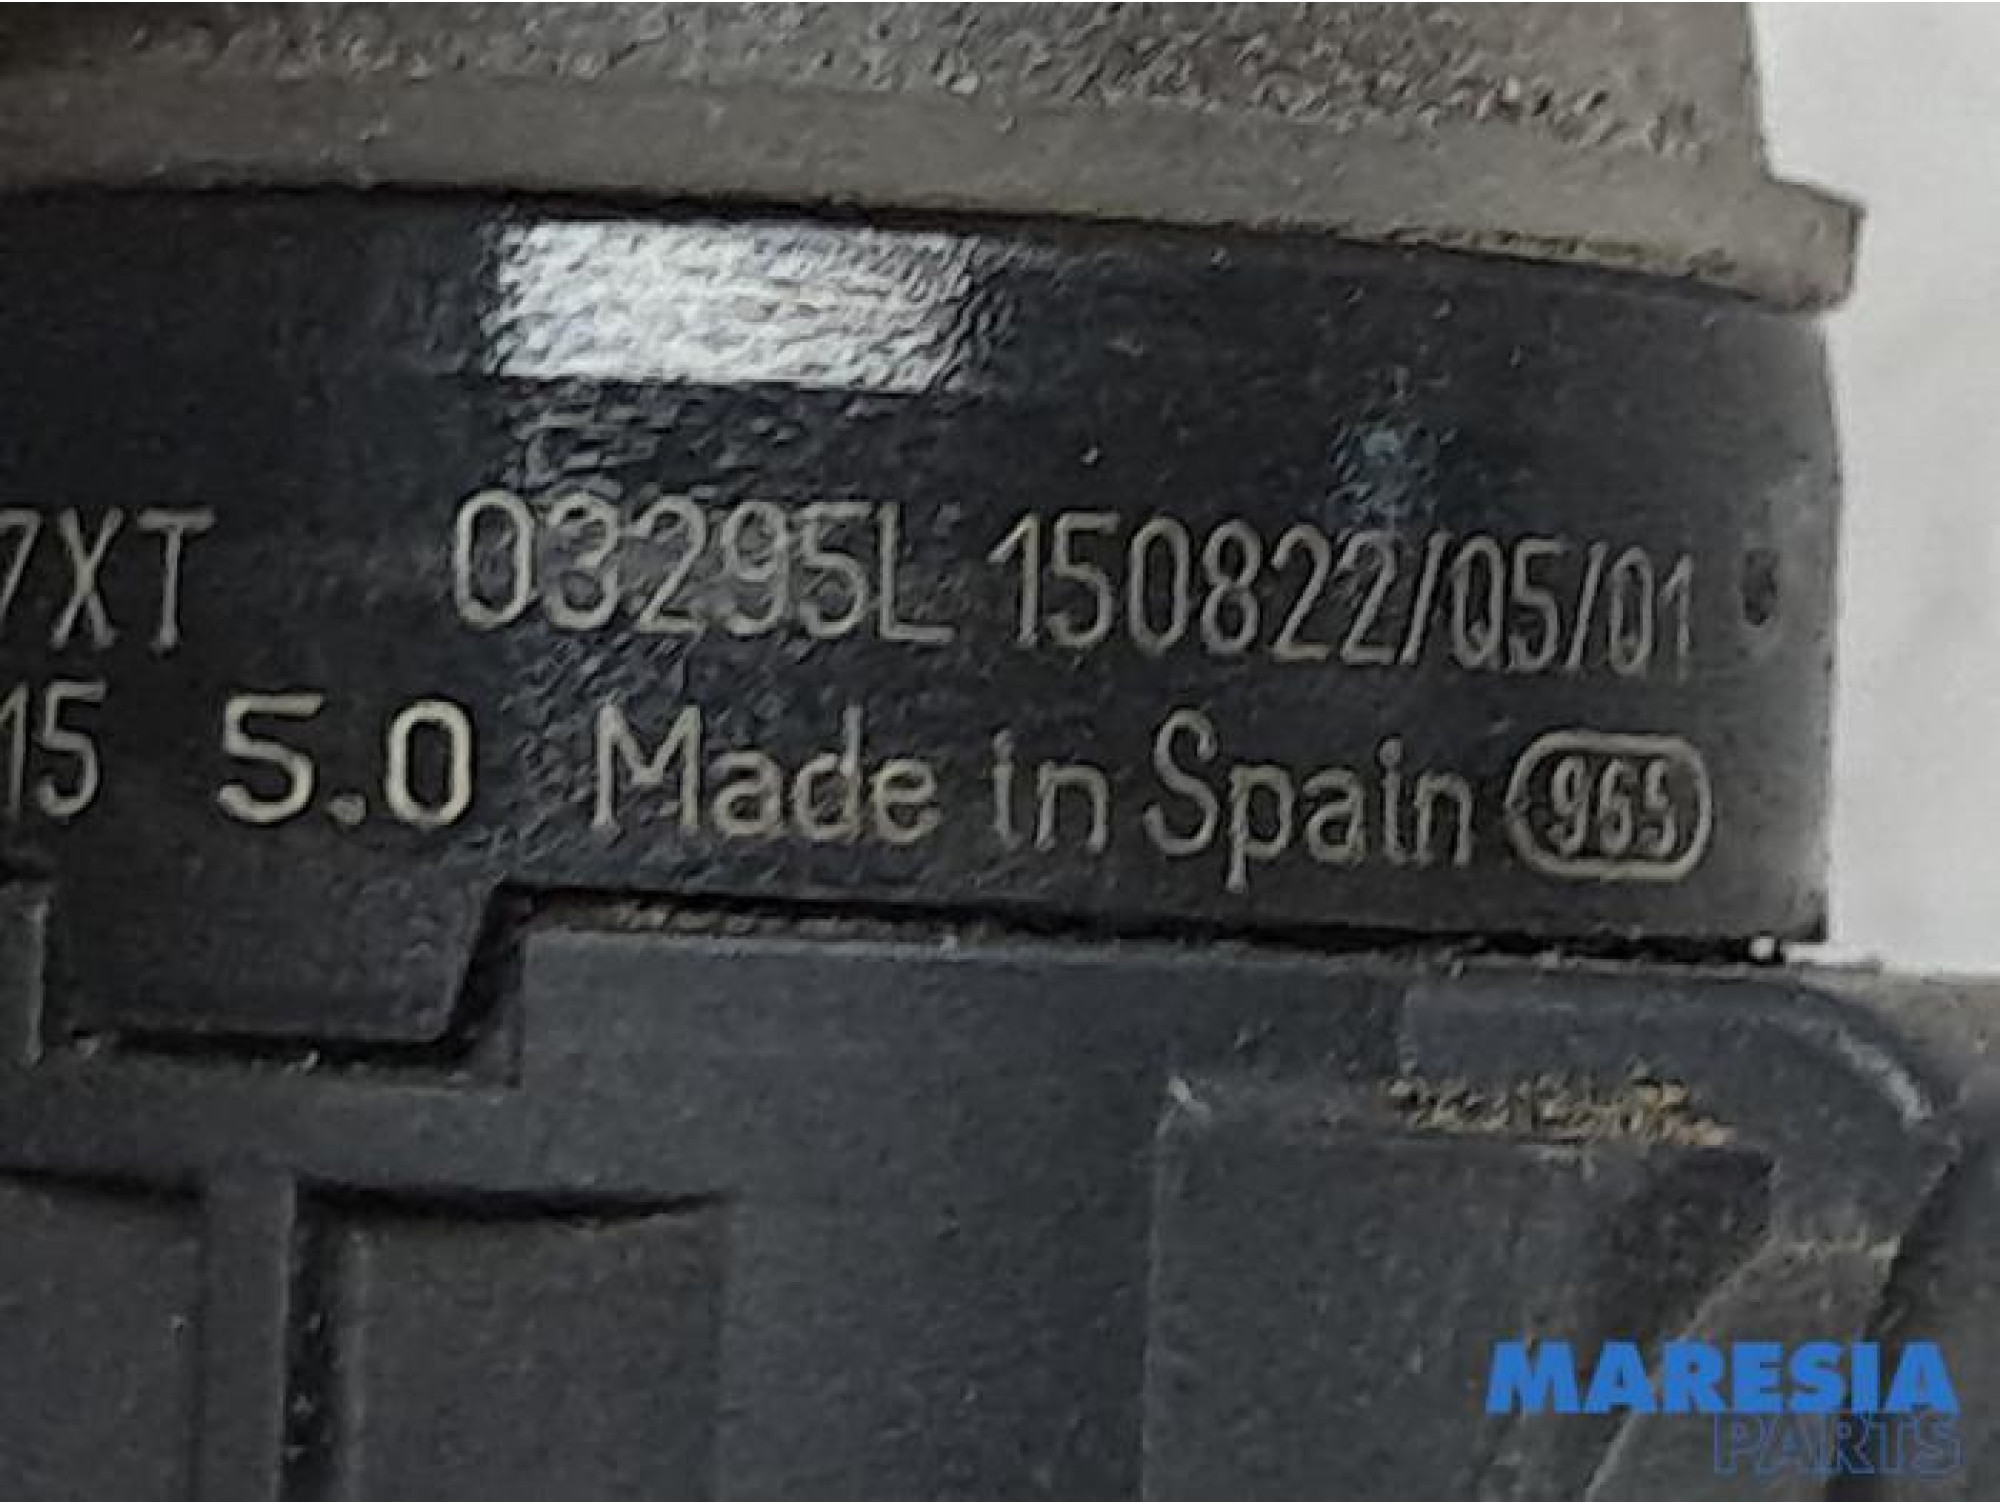 7XT 03295L 150822/05/01
15 5.0 Made in Spain 965
MARESIA
PARTS